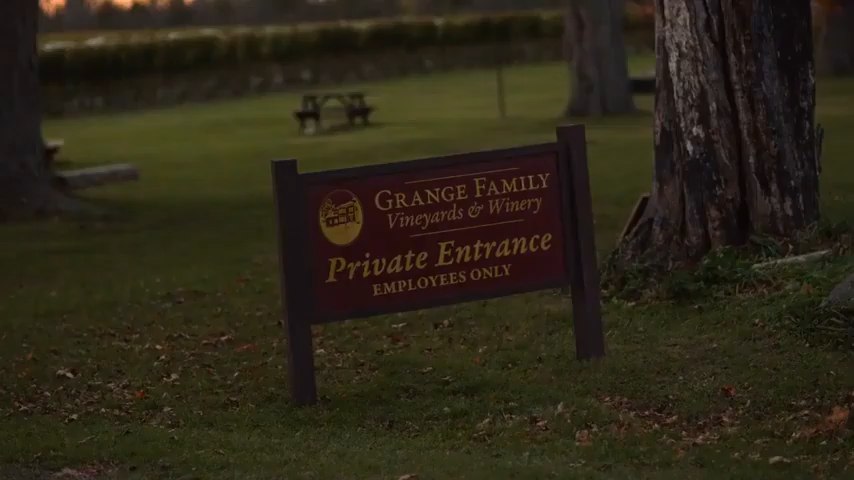 GRANGE FAMILY
Vineyards & Winery
Private Entrance
EMPLOYEES ONLY